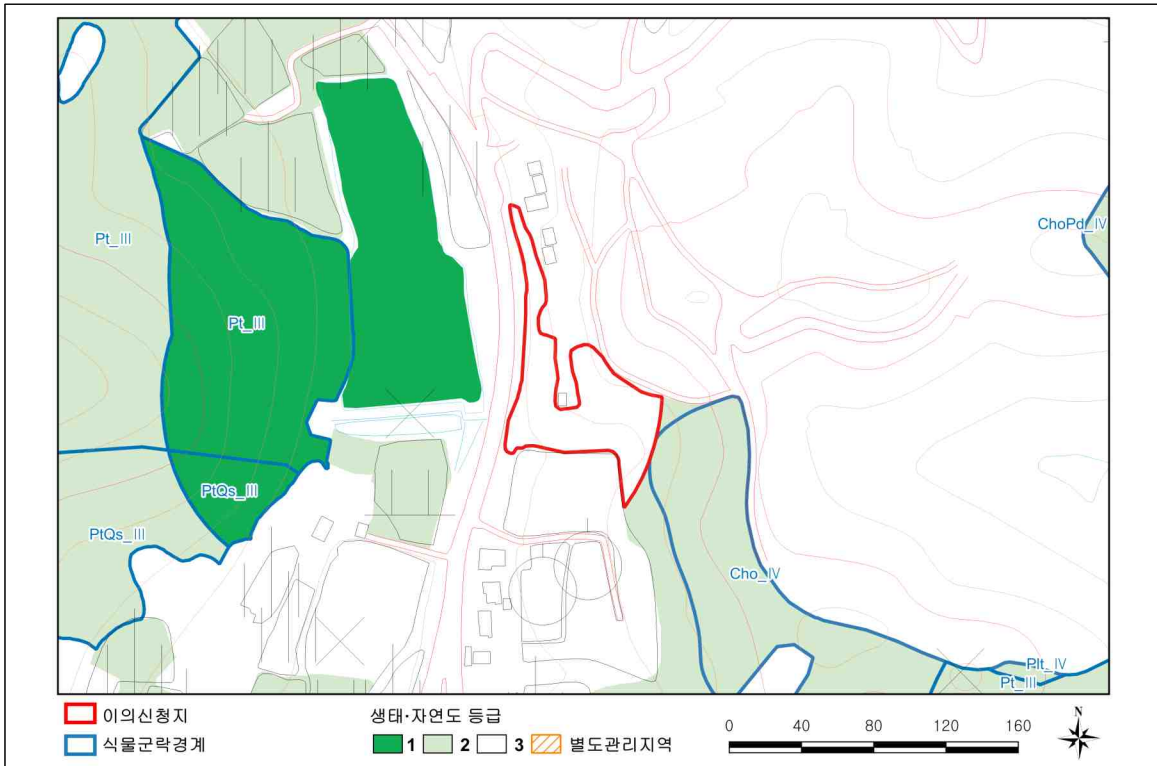 Pt_Ⅲ
ChoPd_Ⅳ
Pt_Ⅲ
PtQs_Ⅲ
PtQs_Ⅲ
Cho_Ⅳ
Plt_Ⅳ
Pt_Ⅲ
이의신청지
식물군락경계
생태·자연도 등급
1 2 3 별도관리지역
0 40 80 120 160
N